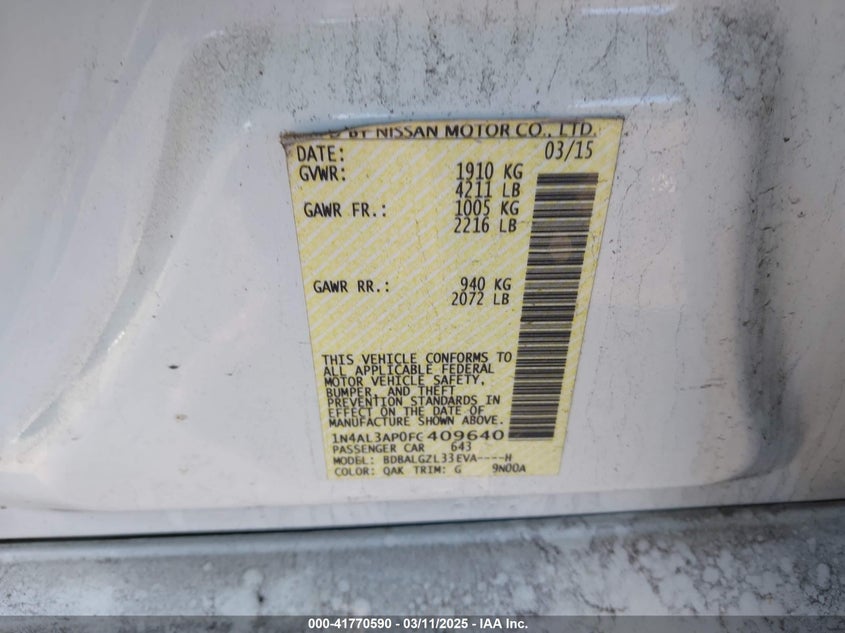 BY NISSAN MOTOR CO., LTD.
DATE: 03/15
GVWR: 1910 KG
4211 LB
GAWR FR.: 1005 KG
2216 LB
GAWR RR.: 940 KG
2072 LB
THIS VEHICLE CONFORMS TO
ALL APPLICABLE FEDERAL
MOTOR VEHICLE SAFETY,
BUMPER, AND THEFT
PREVENTION STANDARDS IN
EFFECT ON THE DATE OF
MANUFACTURE SHOWN ABOVE.
1N4AL3AP0FC409640
PASSENGER CAR 643
MODEL: BDBALGZL33EVA----H
COLOR: QAK TRIM: G 9N00A
000-41770590 - 03/11/2025 - IAA Inc.